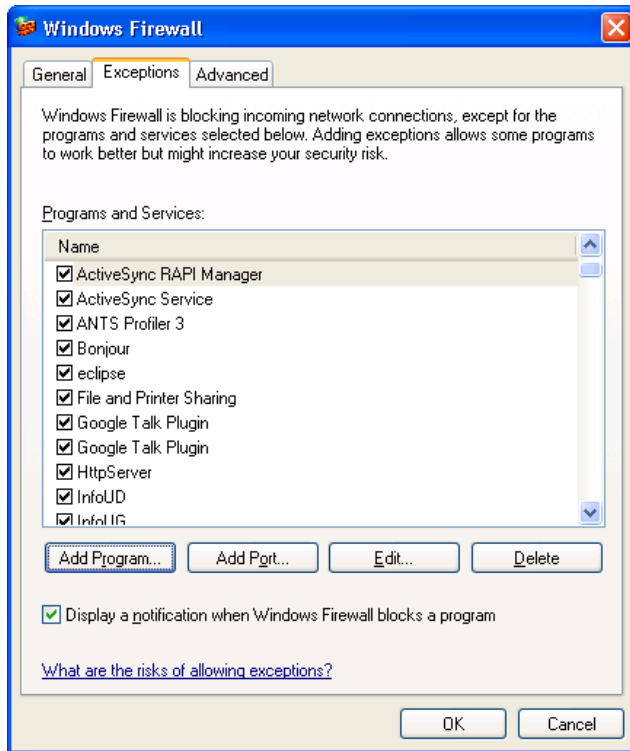 Windows Firewall
General Exceptions Advanced
Windows Firewall is blocking incoming network connections, except for the
programs and services selected below. Adding exceptions allows some programs
to work better but might increase your security risk.
Programs and Services:
Name
ActiveSync RAPI Manager
ActiveSync Service
ANTS Profiler 3
Bonjour
eclipse
File and Printer Sharing
Google Talk Plugin
Google Talk Plugin
HttpServer
InfoUD
InfoUG
Add Program... Add Port... Edit... Delete
Display a notification when Windows Firewall blocks a program
What are the risks of allowing exceptions?
OK Cancel